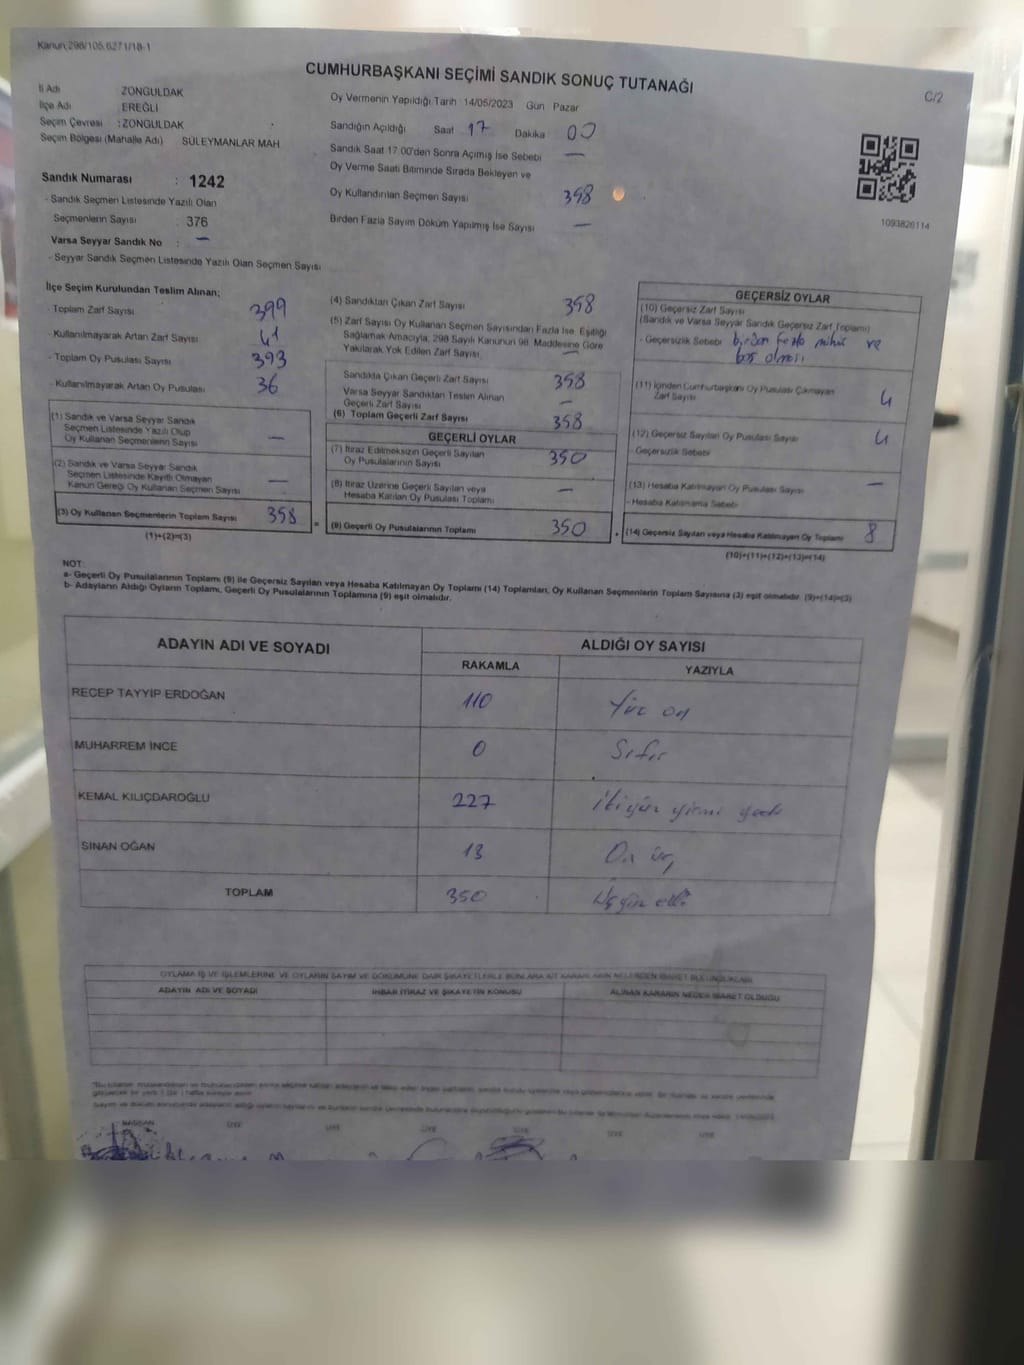 Kanun;298/105,6271/18-1
CUMHURBAŞKANI SEÇİMİ SANDIK SONUÇ TUTANAĞI
C/2
İl Adı ZONGULDAK
İlçe Adı EREĞLİ
Seçim Çevresi : ZONGULDAK
Seçim Bölgesi (Mahalle Adı) SÜLEYMANLAR MAH
Sandık Numarası : 1242
- Sandık Seçmen Listesinde Yazılı Olan
Seçmenlerin Sayısı 376
Varsa Seyyar Sandık No : —
- Seyyar Sandık Seçmen Listesinde Yazılı Olan Seçmen Sayısı
Oy Vermenin Yapıldığı Tarih 14/05/2023 Gün Pazar
Sandığın Açıldığı Saat 17 Dakika 00
Sandık Saat 17.00'den Sonra Açılmış İse Sebebi —
Oy Verme Saati Bitiminde Sırada Bekleyen ve
Oy Kullandırılan Seçmen Sayısı 358
Birden Fazla Sayım Döküm Yapılmış İse Sayısı —
1093826114
İlçe Seçim Kurulundan Teslim Alınan;
- Toplam Zarf Sayısı 399
- Kullanılmayarak Artan Zarf Sayısı 41
- Toplam Oy Pusulası Sayısı 393
- Kullanılmayarak Artan Oy Pusulası 36
(1) Sandık ve Varsa Seyyar Sandık
Seçmen Listesinde Yazılı Olup
Oy Kullanan Seçmenlerin Sayısı —
(2) Sandık ve Varsa Seyyar Sandık
Seçmen Listesinde Kayıtlı Olmayan
Kanun Gereği Oy Kullanan Seçmen Sayısı —
(3) Oy Kullanan Seçmenlerin Toplam Sayısı 358
(1)+(2)=(3)
(4) Sandıktan Çıkan Zarf Sayısı 358
(5) Zarf Sayısı Oy Kullanan Seçmen Sayısından Fazla İse, Eşitliği
Sağlamak Amacıyla; 298 Sayılı Kanunun 98. Maddesine Göre
Yakılarak Yok Edilen Zarf Sayısı —
Sandıkta Çıkan Geçerli Zarf Sayısı 358
Varsa Seyyar Sandıktan Teslim Alınan
Geçerli Zarf Sayısı —
(6) Toplam Geçerli Zarf Sayısı 358
GEÇERLİ OYLAR
(7) İtiraz Edilmeksizin Geçerli Sayılan
Oy Pusulalarının Sayısı 350
(8) İtiraz Üzerine Geçerli Sayılan veya
Hesaba Katılan Oy Pusulası Toplamı —
= (9) Geçerli Oy Pusulalarının Toplamı 350
GEÇERSİZ OYLAR
(10) Geçersiz Zarf Sayısı
(Sandık ve Varsa Seyyar Sandık Geçersiz Zarf Toplamı)
- Geçersizlik Sebebi birden fazla mühür ve
boş olması
(11) İçinden Cumhurbaşkanı Oy Pusulası Çıkmayan
Zarf Sayısı 4
(12) Geçersiz Sayılan Oy Pusulası Sayısı 4
- Geçersizlik Sebebi
(13) Hesaba Katılmayan Oy Pusulası Sayısı —
- Hesaba Katılmama Sebebi
+ (14) Geçersiz Sayılan veya Hesaba Katılmayan Oy Toplamı 8
(10)+(11)+(12)+(13)=(14)
NOT:
a- Geçerli Oy Pusulalarının Toplamı (9) ile Geçersiz Sayılan veya Hesaba Katılmayan Oy Toplamı (14) Toplamları, Oy Kullanan Seçmenlerin Toplam Sayısına (3) eşit olmalıdır. (9)+(14)=(3)
b- Adayların Aldığı Oyların Toplamı, Geçerli Oy Pusulalarının Toplamına (9) eşit olmalıdır.
ADAYIN ADI VE SOYADI ALDIĞI OY SAYISI
RAKAMLA YAZIYLA
RECEP TAYYİP ERDOĞAN 110 Yüz on
MUHARREM İNCE 0 Sıfır
KEMAL KILIÇDAROĞLU 227 ikiyüz yirmi yedi
SİNAN OĞAN 13 On üç
TOPLAM 350 üçyüz elli
OYLAMA İŞ VE İŞLEMLERİNE VE OYLARIN SAYIM VE DÖKÜMÜNE DAİR ŞİKAYETLERLE BUNLARA AİT KARARLARIN NELERDEN İBARET BULUNDUKLARI
ADAYIN ADI VE SOYADI İHBAR İTİRAZ VE ŞİKAYETİN KONUSU ALINAN KARARIN NEDEN İBARET OLDUĞU
BAŞKAN ÜYE ÜYE ÜYE ÜYE ÜYE ÜYE